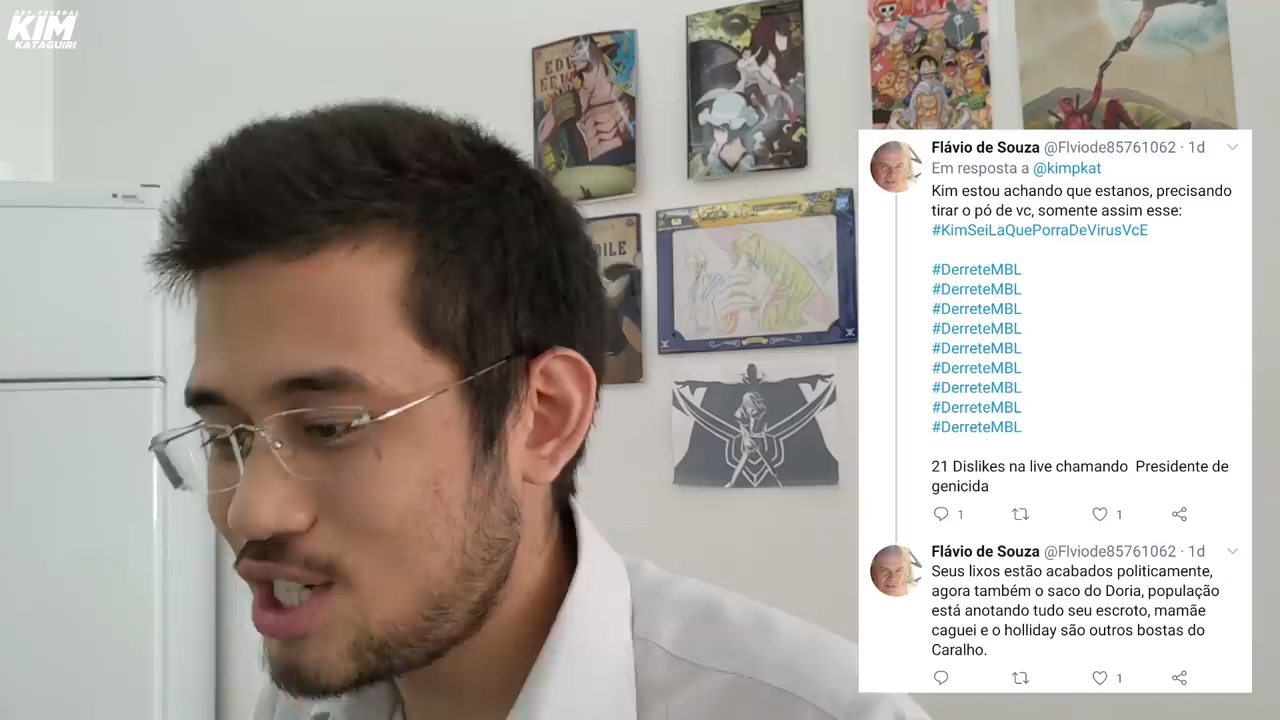 DEP. FEDERAL
KIM
KATAGUIRI
Flávio de Souza @Flviode85761062 · 1d
Em resposta a @kimpkat
Kim estou achando que estanos, precisando
tirar o pó de vc, somente assim esse:
#KimSeiLaQuePorraDeVirusVcE
#DerreteMBL
#DerreteMBL
#DerreteMBL
#DerreteMBL
#DerreteMBL
#DerreteMBL
#DerreteMBL
#DerreteMBL
#DerreteMBL
21 Dislikes na live chamando Presidente de
genicida
1
1
Flávio de Souza @Flviode85761062 · 1d
Seus lixos estão acabados politicamente,
agora também o saco do Doria, população
está anotando tudo seu escroto, mamãe
caguei e o holliday são outros bostas do
Caralho.
1